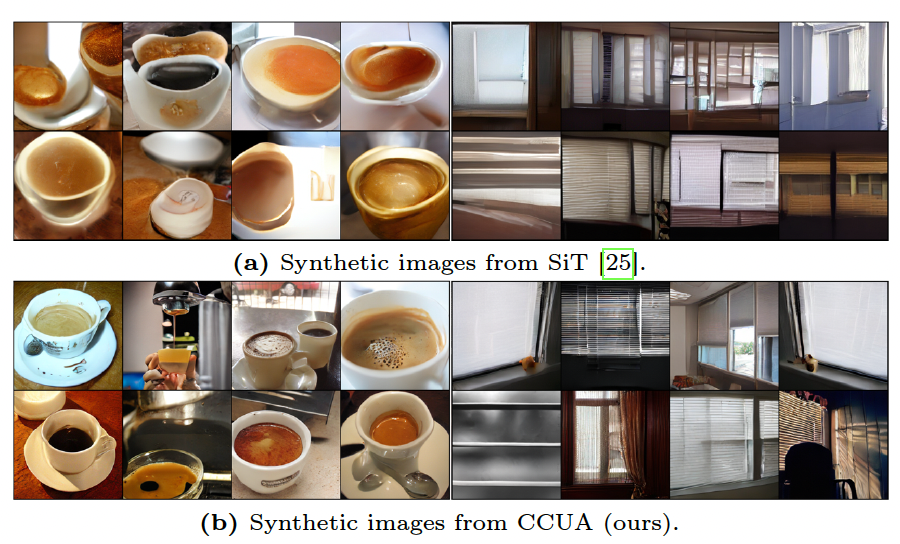 (a) Synthetic images from SiT [25].
(b) Synthetic images from CCUA (ours).